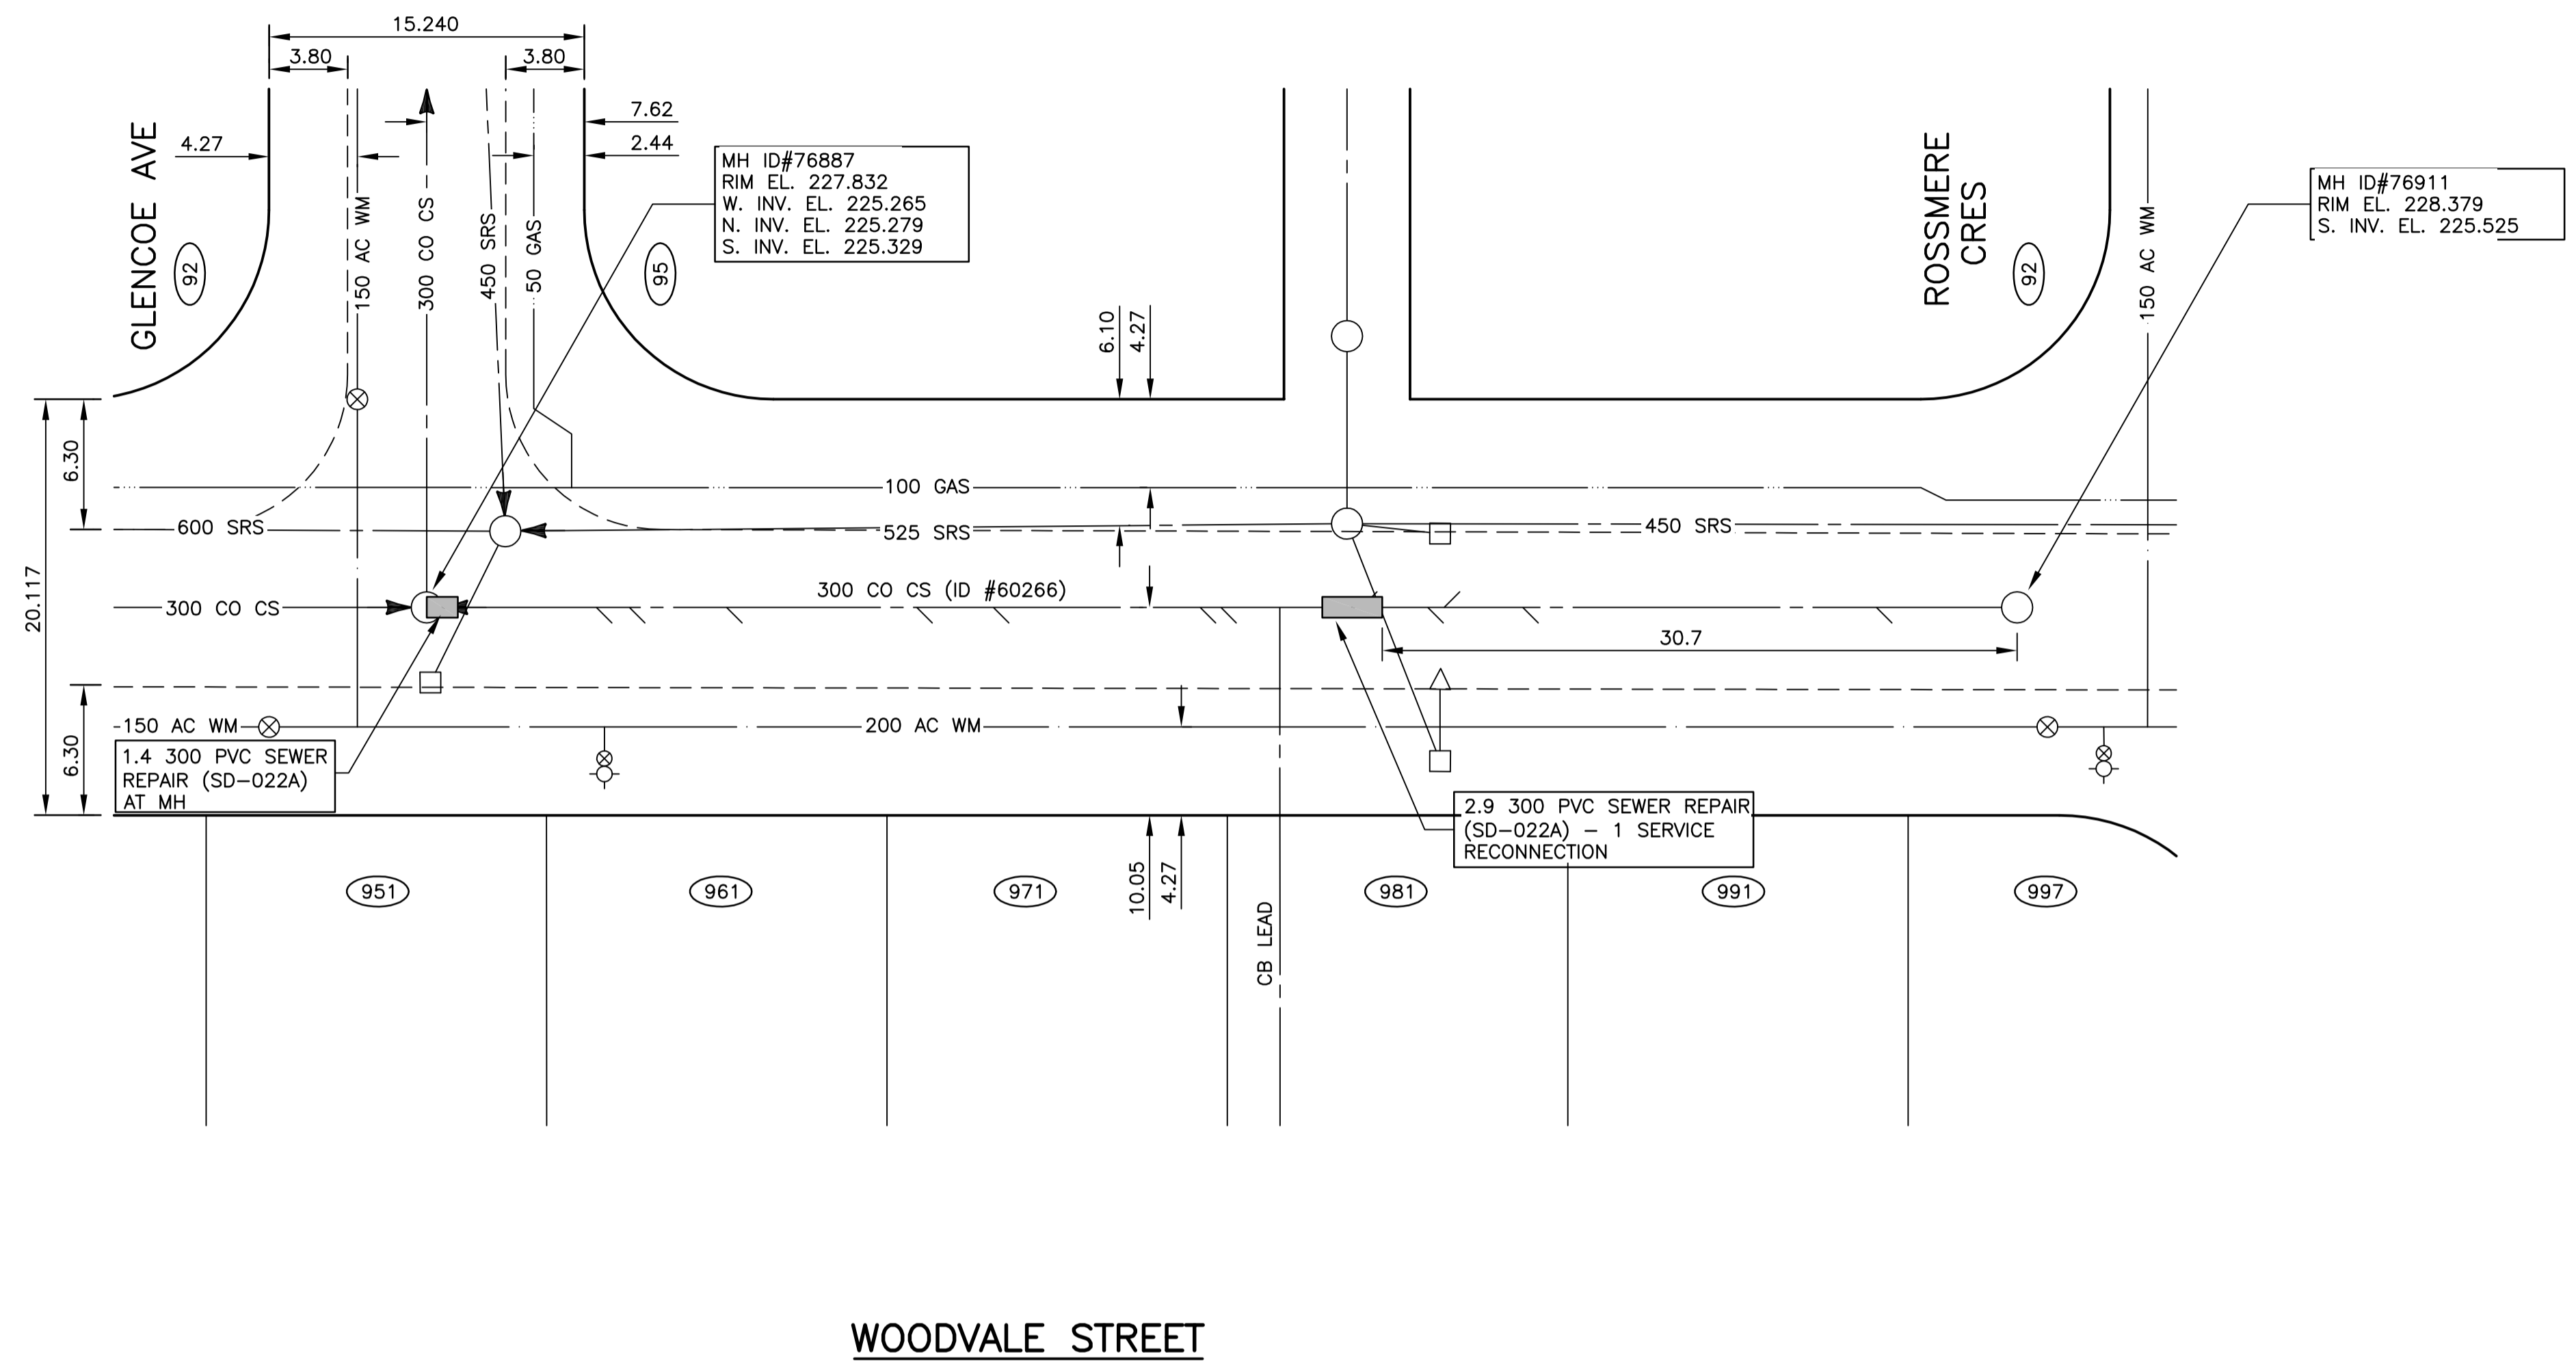 15.240
3.80
3.80
7.62
4.27
2.44
GLENCOE AVE
92
150 AC WM
300 CO CS
450 SRS
50 GAS
95
MH ID#76887
RIM EL. 227.832
W. INV. EL. 225.265
N. INV. EL. 225.279
S. INV. EL. 225.329
6.10
4.27
ROSSMERE
CRES
92
150 AC WM
MH ID#76911
RIM EL. 228.379
S. INV. EL. 225.525
6.30
20.117
6.30
100 GAS
600 SRS
525 SRS
450 SRS
300 CO CS (ID #60266)
300 CO CS
30.7
150 AC WM
200 AC WM
1.4 300 PVC SEWER
REPAIR (SD-022A)
AT MH
2.9 300 PVC SEWER REPAIR
(SD-022A) - 1 SERVICE
RECONNECTION
10.05
4.27
951
961
971
981
991
997
CB LEAD
WOODVALE STREET